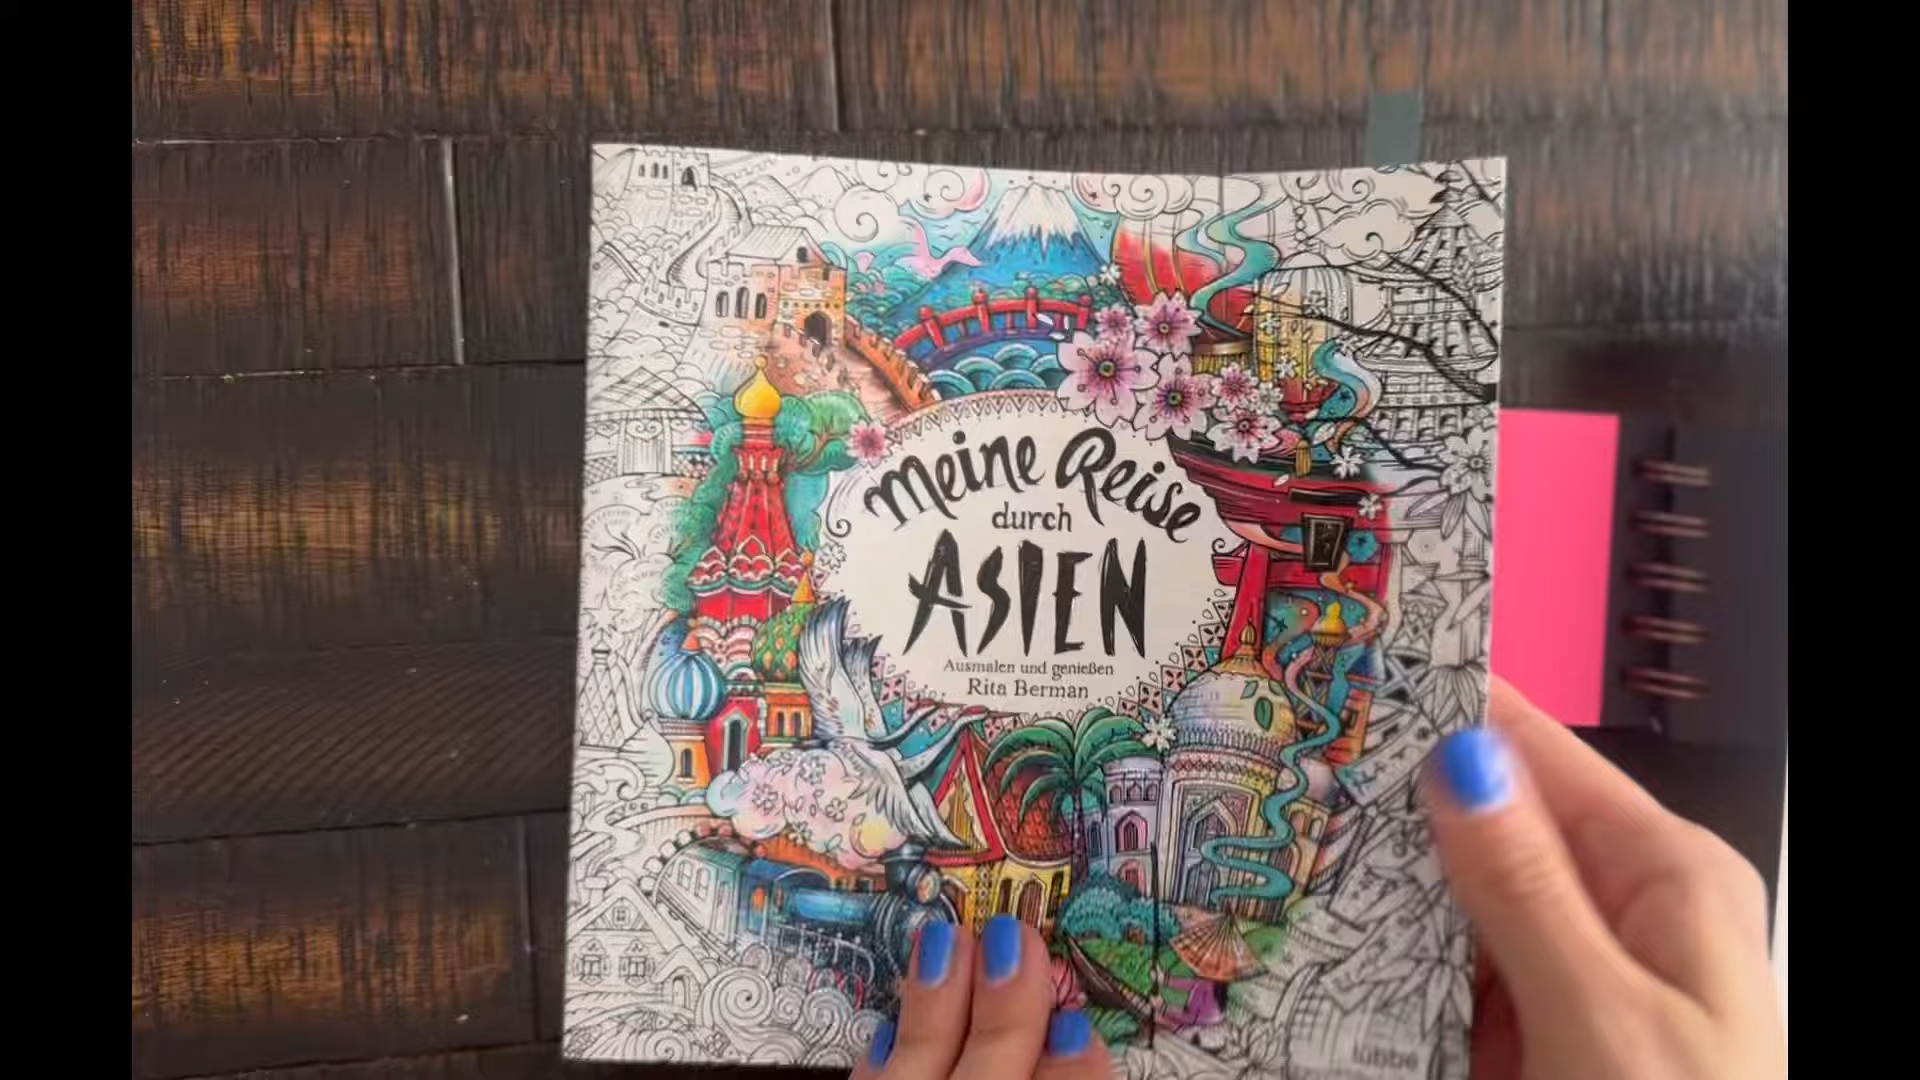 Meine Reise
durch
ASIEN
Ausmalen und genießen
Rita Berman
lübbe